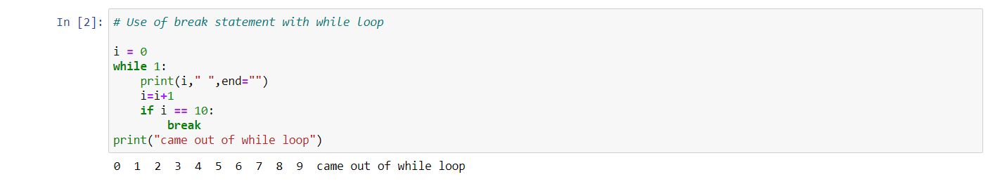 In [2]: # Use of break statement with while loop
i = 0
while 1:
    print(i," ",end="")
    i=i+1
    if i == 10:
        break
print("came out of while loop")
0  1  2  3  4  5  6  7  8  9  came out of while loop